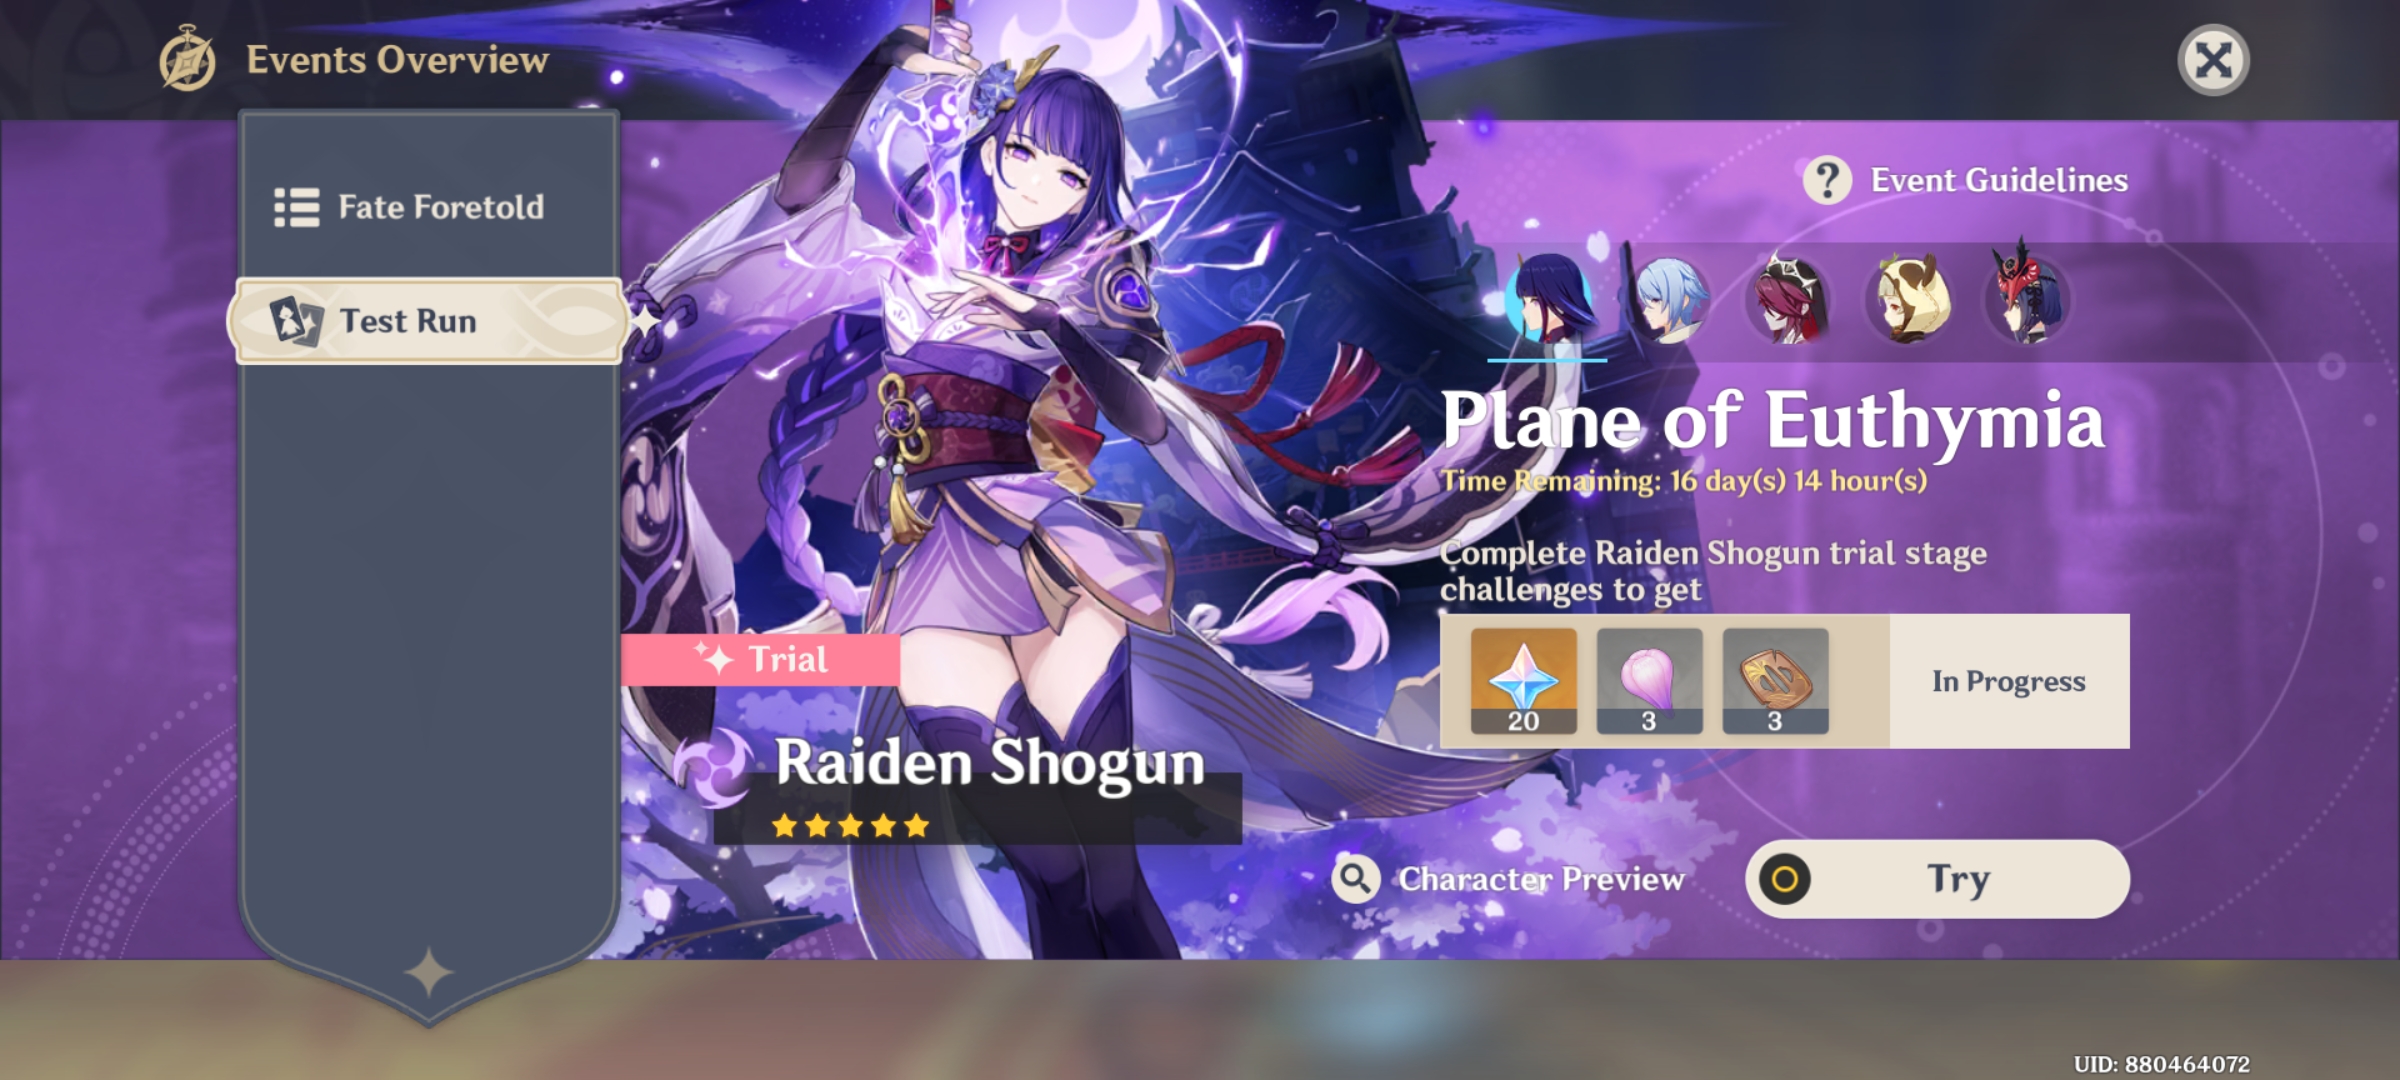 Events Overview
Fate Foretold
Test Run
Event Guidelines
Plane of Euthymia
Time Remaining: 16 day(s) 14 hour(s)
Complete Raiden Shogun trial stage
challenges to get
20
3
3
In Progress
Trial
Raiden Shogun
Character Preview
Try
UID: 880464072